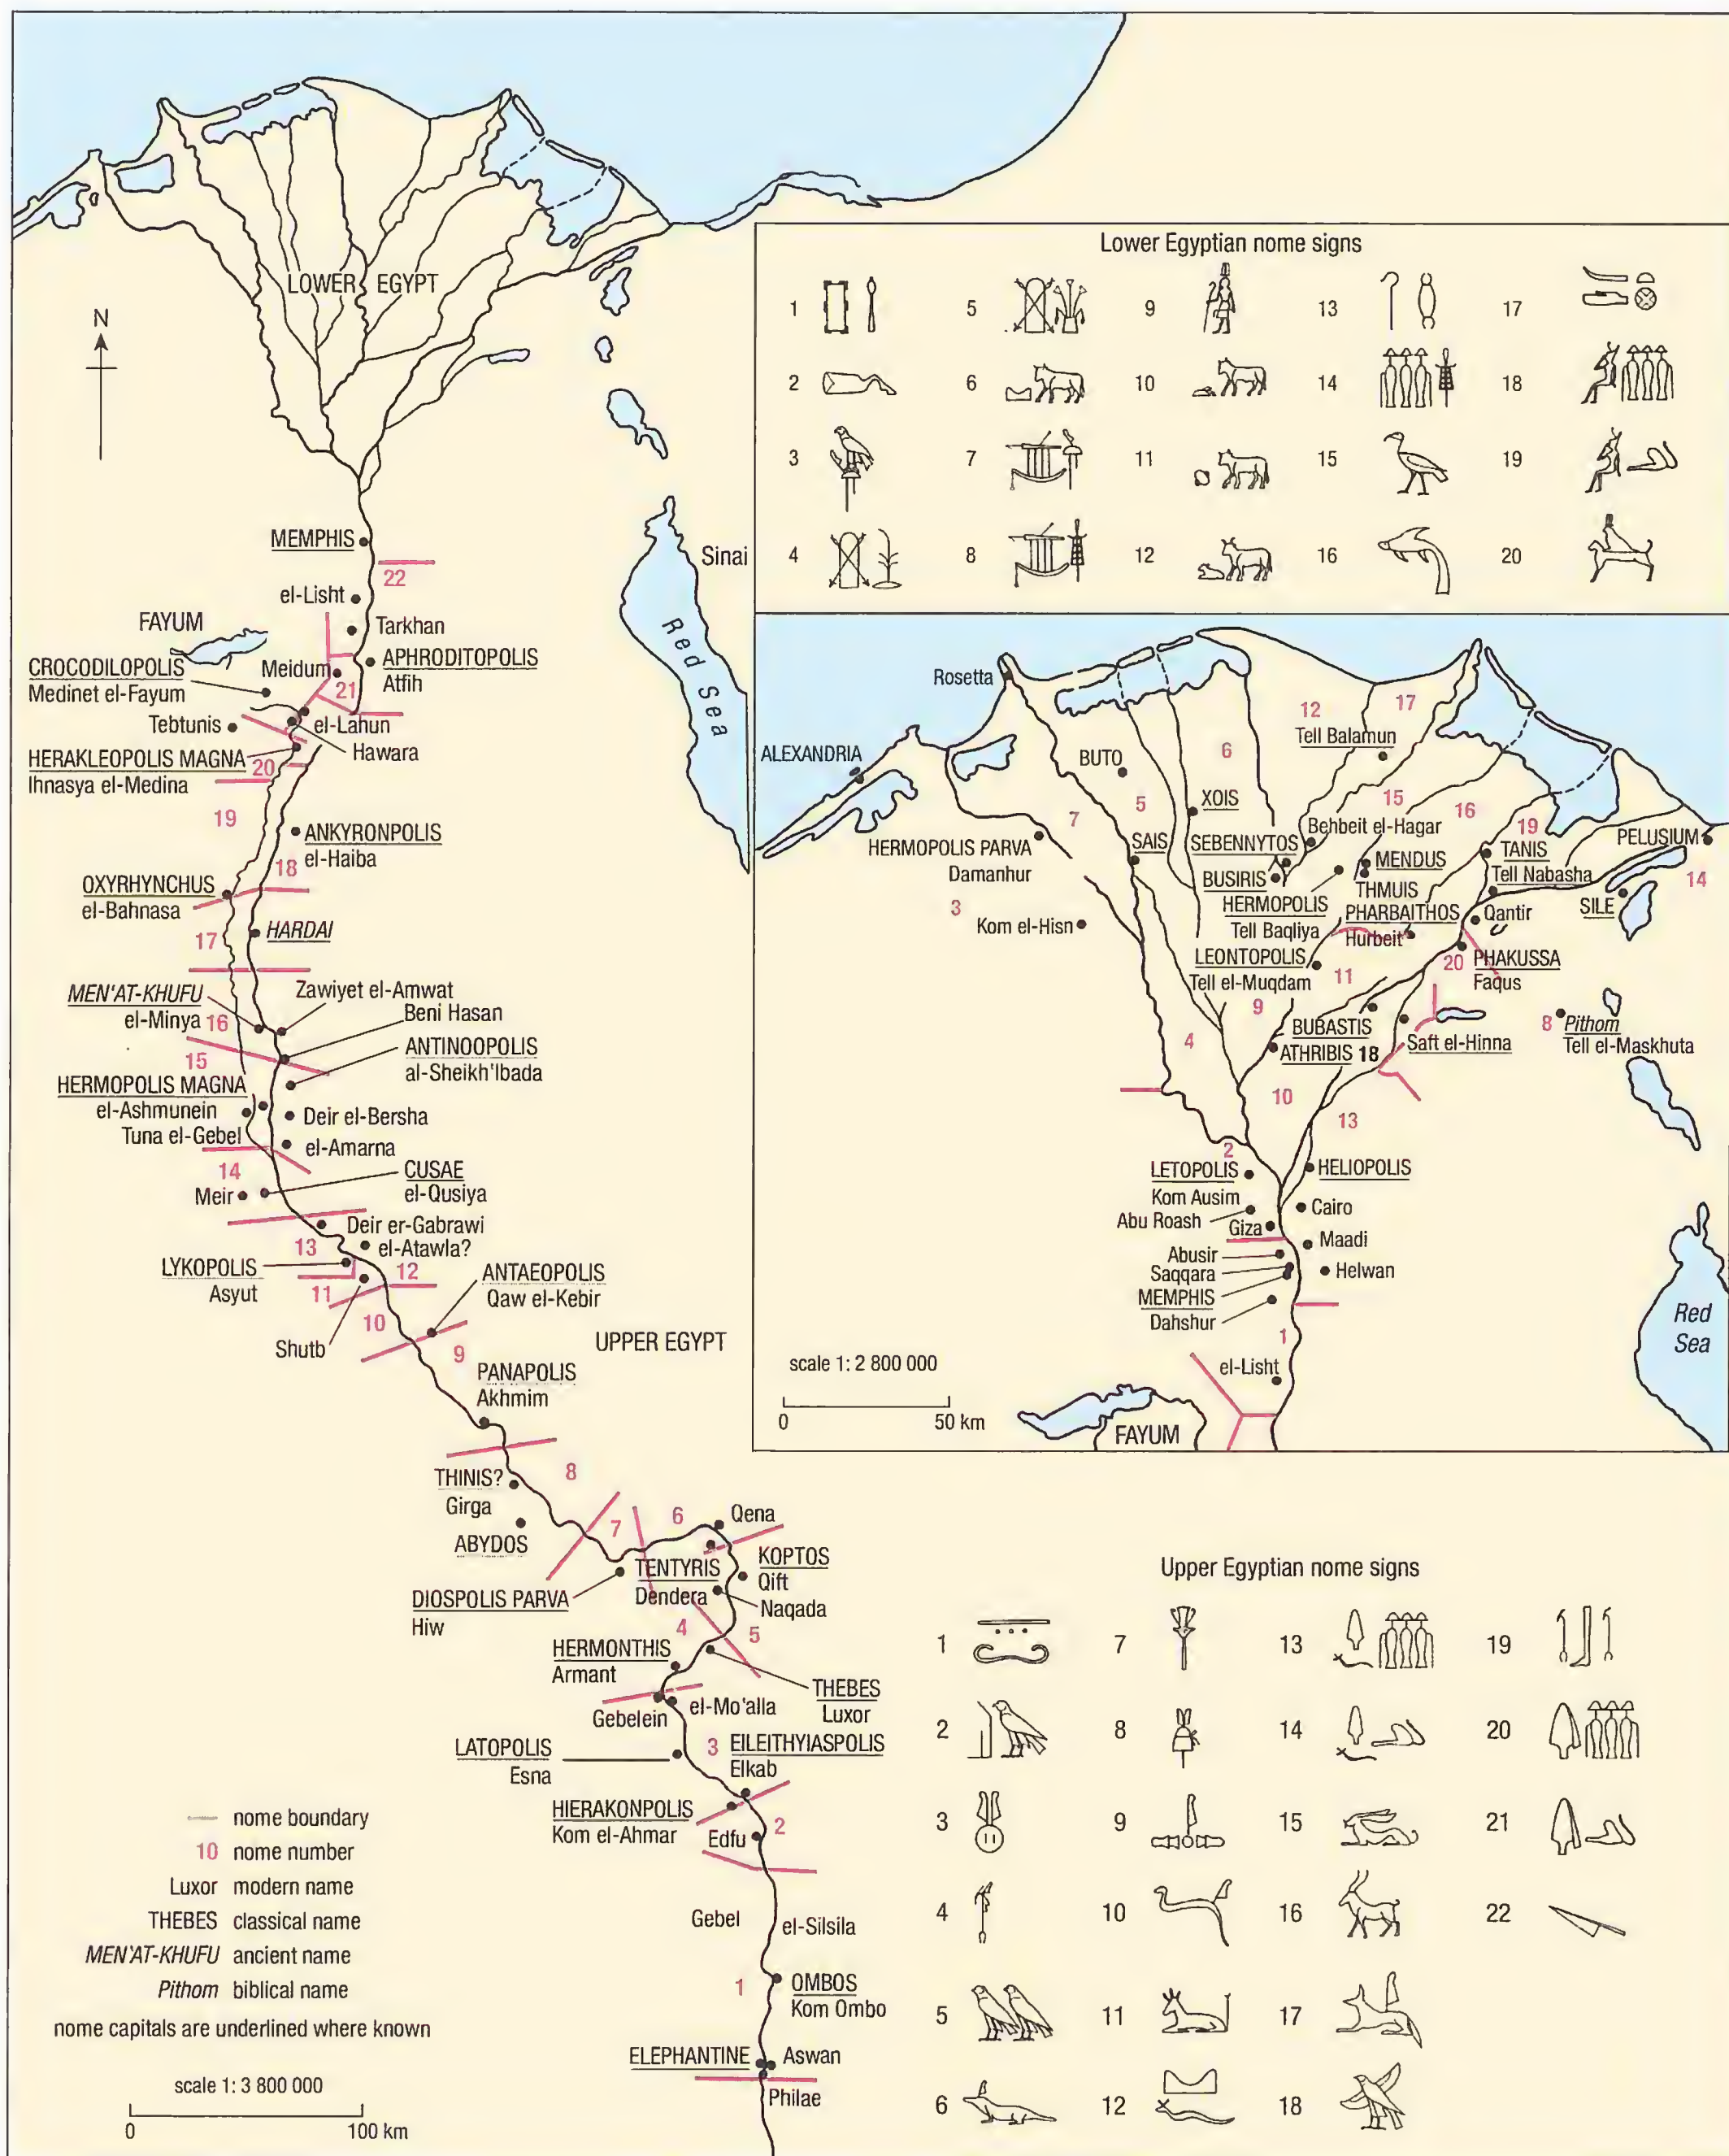 LOWER EGYPT
N
MEMPHIS
22
el-Lisht
Sinai
FAYUM
Tarkhan
Red Sea
CROCODILOPOLIS
Medinet el-Fayum
Meidum
APHRODITOPOLIS
Atfih
21
Tebtunis
el-Lahun
Hawara
HERAKLEOPOLIS MAGNA
Ihnasya el-Medina
20
19
ANKYRONPOLIS
el-Haiba
18
OXYRHYNCHUS
el-Bahnasa
HARDAI
17
MEN'AT-KHUFU
el-Minya
16
Zawiyet el-Amwat
Beni Hasan
15
ANTINOOPOLIS
al-Sheikh'Ibada
HERMOPOLIS MAGNA
el-Ashmunein
Tuna el-Gebel
Deir el-Bersha
el-Amarna
14
CUSAE
el-Qusiya
Meir
Deir er-Gabrawi
el-Atawla?
13
LYKOPOLIS
Asyut
12
11
ANTAEOPOLIS
Qaw el-Kebir
10
Shutb
9
UPPER EGYPT
PANAPOLIS
Akhmim
8
THINIS?
Girga
ABYDOS
7
6
Qena
TENTYRIS
Dendera
KOPTOS
Qift
Naqada
DIOSPOLIS PARVA
Hiw
4
5
HERMONTHIS
Armant
THEBES
Luxor
Gebelein
el-Mo'alla
3
LATOPOLIS
Esna
EILEITHYIASPOLIS
Elkab
HIERAKONPOLIS
Kom el-Ahmar
Edfu
2
Gebel
el-Silsila
1
OMBOS
Kom Ombo
ELEPHANTINE
Aswan
Philae
nome boundary
10 nome number
Luxor modern name
THEBES classical name
MEN'AT-KHUFU ancient name
Pithom biblical name
nome capitals are underlined where known
scale 1: 3 800 000
0 100 km
Lower Egyptian nome signs
1 5 9 13 17
2 6 10 14 18
3 7 11 15 19
4 8 12 16 20
Rosetta
12
17
Tell Balamun
ALEXANDRIA
BUTO
6
5
XOIS
15
16
7
Behbeit el-Hagar
19
HERMOPOLIS PARVA
Damanhur
SAIS
SEBENNYTOS
PELUSIUM
MENDUS
TANIS
BUSIRIS
THMUIS
Tell Nabasha
14
HERMOPOLIS
Tell Baqliya
PHARBAITHOS
Hurbeit
Qantir
SILE
3
Kom el-Hisn
LEONTOPOLIS
Tell el-Muqdam
11
20
PHAKUSSA
Faqus
9
BUBASTIS
8
Pithom
Tell el-Maskhuta
4
ATHRIBIS
18
Saft el-Hinna
10
13
2
LETOPOLIS
Kom Ausim
HELIOPOLIS
Abu Roash
Cairo
Giza
Maadi
Abusir
Saqqara
Helwan
MEMPHIS
Dahshur
1
scale 1: 2 800 000
0 50 km
el-Lisht
FAYUM
Red
Sea
Upper Egyptian nome signs
1 7 13 19
2 8 14 20
3 9 15 21
4 10 16 22
5 11 17
6 12 18